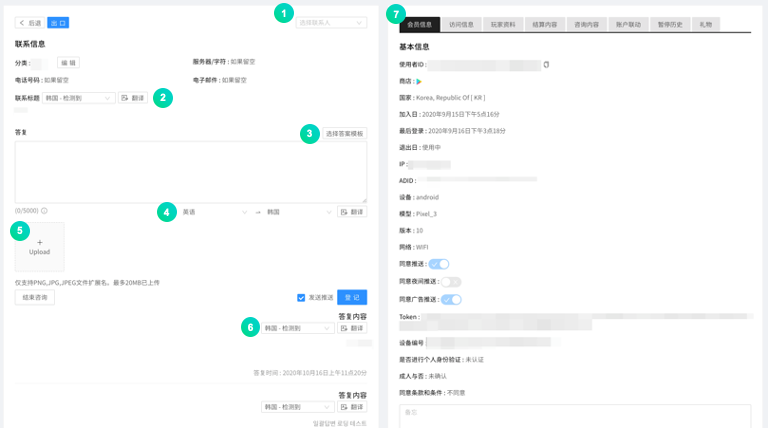 1
后退
出 口
选择联系人
联系信息
分类 :
编 辑
服务器/字符 : 如果留空
电话号码 : 如果留空
电子邮件 : 如果留空
联系标题
韩国 - 检测到
翻译
2
答复
3
选择答案模板
(0/5000)
4
英语
韩国
翻译
5
+
Upload
仅支持PNG,JPG,JPEG文件扩展名。最多20MB已上传
结束咨询
发送推送
登 记
答复内容
6
韩国 - 检测到
翻译
答复时间 : 2020年10月16日上午11点20分
答复内容
韩国 - 检测到
翻译
일괄답변 로딩 테스트
7
会员信息
访问信息
玩家资料
结算内容
咨询内容
账户联动
暂停历史
礼物
基本信息
使用者ID :
商店 :
国家 : Korea, Republic Of [ KR ]
加入日 : 2020年9月15日下午5点16分
最后登录 : 2020年9月16日下午3点18分
退出日 : 使用中
IP :
ADID :
设备 : android
模型 : Pixel_3
版本 : 10
网络 : WIFI
同意推送 :
同意夜间推送 :
同意广告推送 :
Token :
设备编号
是否进行个人身份验证 : 未认证
成人与否 : 未确认
同意条款和条件 : 不同意
备忘